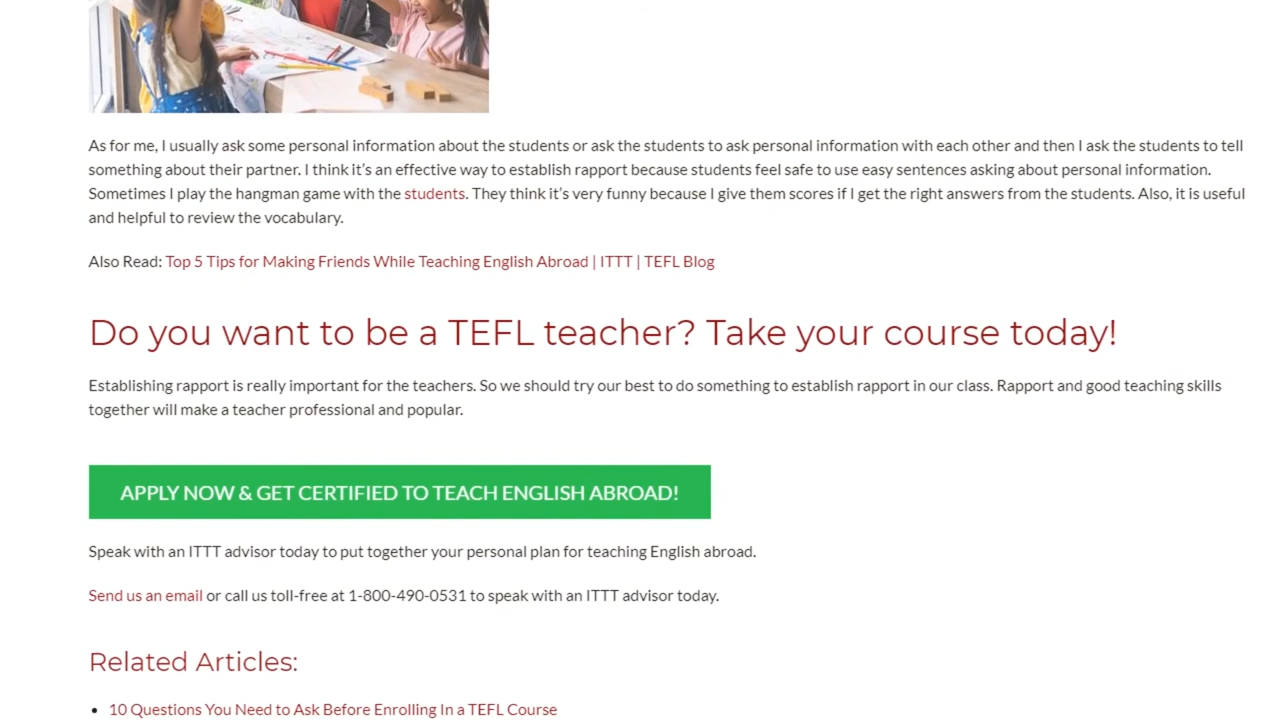 As for me, I usually ask some personal information about the students or ask the students to ask personal information with each other and then I ask the students to tell
something about their partner. I think it's an effective way to establish rapport because students feel safe to use easy sentences asking about personal information.
Sometimes I play the hangman game with the students. They think it's very funny because I give them scores if I get the right answers from the students. Also, it is useful
and helpful to review the vocabulary.
Also Read: Top 5 Tips for Making Friends While Teaching English Abroad | ITTT | TEFL Blog
Do you want to be a TEFL teacher? Take your course today!
Establishing rapport is really important for the teachers. So we should try our best to do something to establish rapport in our class. Rapport and good teaching skills
together will make a teacher professional and popular.
APPLY NOW & GET CERTIFIED TO TEACH ENGLISH ABROAD!
Speak with an ITTT advisor today to put together your personal plan for teaching English abroad.
Send us an email or call us toll-free at 1-800-490-0531 to speak with an ITTT advisor today.
Related Articles:
• 10 Questions You Need to Ask Before Enrolling In a TEFL Course